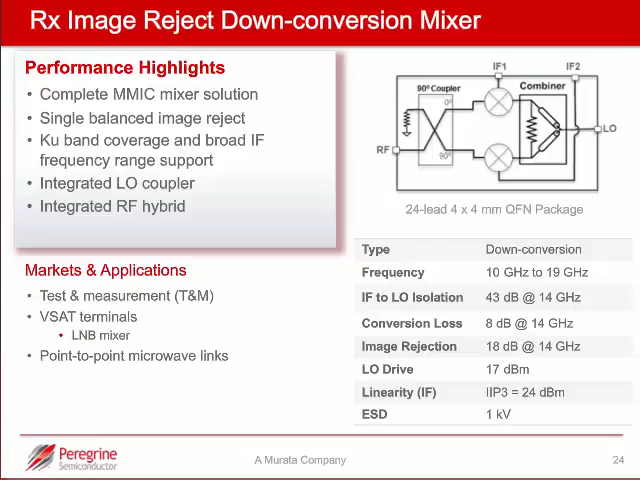 Rx Image Reject Down-conversion Mixer
Performance Highlights
• Complete MMIC mixer solution
• Single balanced image reject
• Ku band coverage and broad IF
frequency range support
• Integrated LO coupler
• Integrated RF hybrid
Markets & Applications
• Test & measurement (T&M)
• VSAT terminals
• LNB mixer
• Point-to-point microwave links
IF1 IF2
90° Coupler Combiner
0°
LO
RF
90°
24-lead 4 x 4 mm QFN Package
Type Down-conversion
Frequency 10 GHz to 19 GHz
IF to LO Isolation 43 dB @ 14 GHz
Conversion Loss 8 dB @ 14 GHz
Image Rejection 18 dB @ 14 GHz
LO Drive 17 dBm
Linearity (IF) IIP3 = 24 dBm
ESD 1 kV
Peregrine
Semiconductor
A Murata Company
24